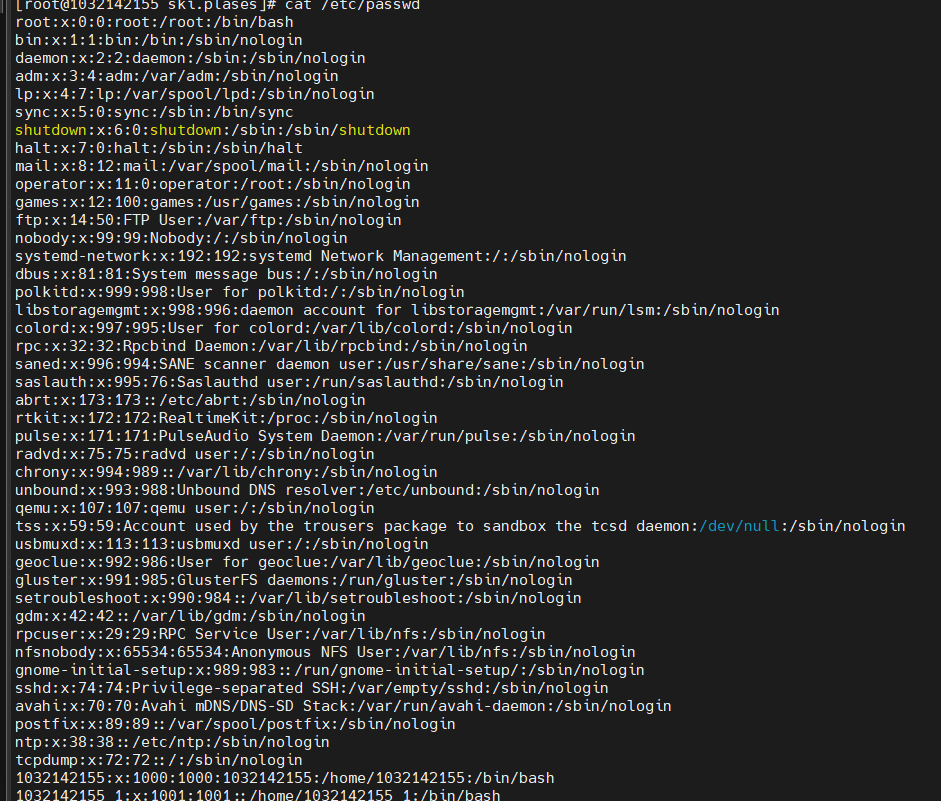 [root@1032142155 ski.plases]# cat /etc/passwd
root:x:0:0:root:/root:/bin/bash
bin:x:1:1:bin:/bin:/sbin/nologin
daemon:x:2:2:daemon:/sbin:/sbin/nologin
adm:x:3:4:adm:/var/adm:/sbin/nologin
lp:x:4:7:lp:/var/spool/lpd:/sbin/nologin
sync:x:5:0:sync:/sbin:/bin/sync
shutdown:x:6:0:shutdown:/sbin:/sbin/shutdown
halt:x:7:0:halt:/sbin:/sbin/halt
mail:x:8:12:mail:/var/spool/mail:/sbin/nologin
operator:x:11:0:operator:/root:/sbin/nologin
games:x:12:100:games:/usr/games:/sbin/nologin
ftp:x:14:50:FTP User:/var/ftp:/sbin/nologin
nobody:x:99:99:Nobody:/:/sbin/nologin
systemd-network:x:192:192:systemd Network Management:/:/sbin/nologin
dbus:x:81:81:System message bus:/:/sbin/nologin
polkitd:x:999:998:User for polkitd:/:/sbin/nologin
libstoragemgmt:x:998:996:daemon account for libstoragemgmt:/var/run/lsm:/sbin/nologin
colord:x:997:995:User for colord:/var/lib/colord:/sbin/nologin
rpc:x:32:32:Rpcbind Daemon:/var/lib/rpcbind:/sbin/nologin
saned:x:996:994:SANE scanner daemon user:/usr/share/sane:/sbin/nologin
saslauth:x:995:76:Saslauthd user:/run/saslauthd:/sbin/nologin
abrt:x:173:173::/etc/abrt:/sbin/nologin
rtkit:x:172:172:RealtimeKit:/proc:/sbin/nologin
pulse:x:171:171:PulseAudio System Daemon:/var/run/pulse:/sbin/nologin
radvd:x:75:75:radvd user:/:/sbin/nologin
chrony:x:994:989::/var/lib/chrony:/sbin/nologin
unbound:x:993:988:Unbound DNS resolver:/etc/unbound:/sbin/nologin
qemu:x:107:107:qemu user:/:/sbin/nologin
tss:x:59:59:Account used by the trousers package to sandbox the tcsd daemon:/dev/null:/sbin/nologin
usbmuxd:x:113:113:usbmuxd user:/:/sbin/nologin
geoclue:x:992:986:User for geoclue:/var/lib/geoclue:/sbin/nologin
gluster:x:991:985:GlusterFS daemons:/run/gluster:/sbin/nologin
setroubleshoot:x:990:984::/var/lib/setroubleshoot:/sbin/nologin
gdm:x:42:42::/var/lib/gdm:/sbin/nologin
rpcuser:x:29:29:RPC Service User:/var/lib/nfs:/sbin/nologin
nfsnobody:x:65534:65534:Anonymous NFS User:/var/lib/nfs:/sbin/nologin
gnome-initial-setup:x:989:983::/run/gnome-initial-setup/:/sbin/nologin
sshd:x:74:74:Privilege-separated SSH:/var/empty/sshd:/sbin/nologin
avahi:x:70:70:Avahi mDNS/DNS-SD Stack:/var/run/avahi-daemon:/sbin/nologin
postfix:x:89:89::/var/spool/postfix:/sbin/nologin
ntp:x:38:38::/etc/ntp:/sbin/nologin
tcpdump:x:72:72::/:/sbin/nologin
1032142155:x:1000:1000:1032142155:/home/1032142155:/bin/bash
1032142155_1:x:1001:1001::/home/1032142155_1:/bin/bash